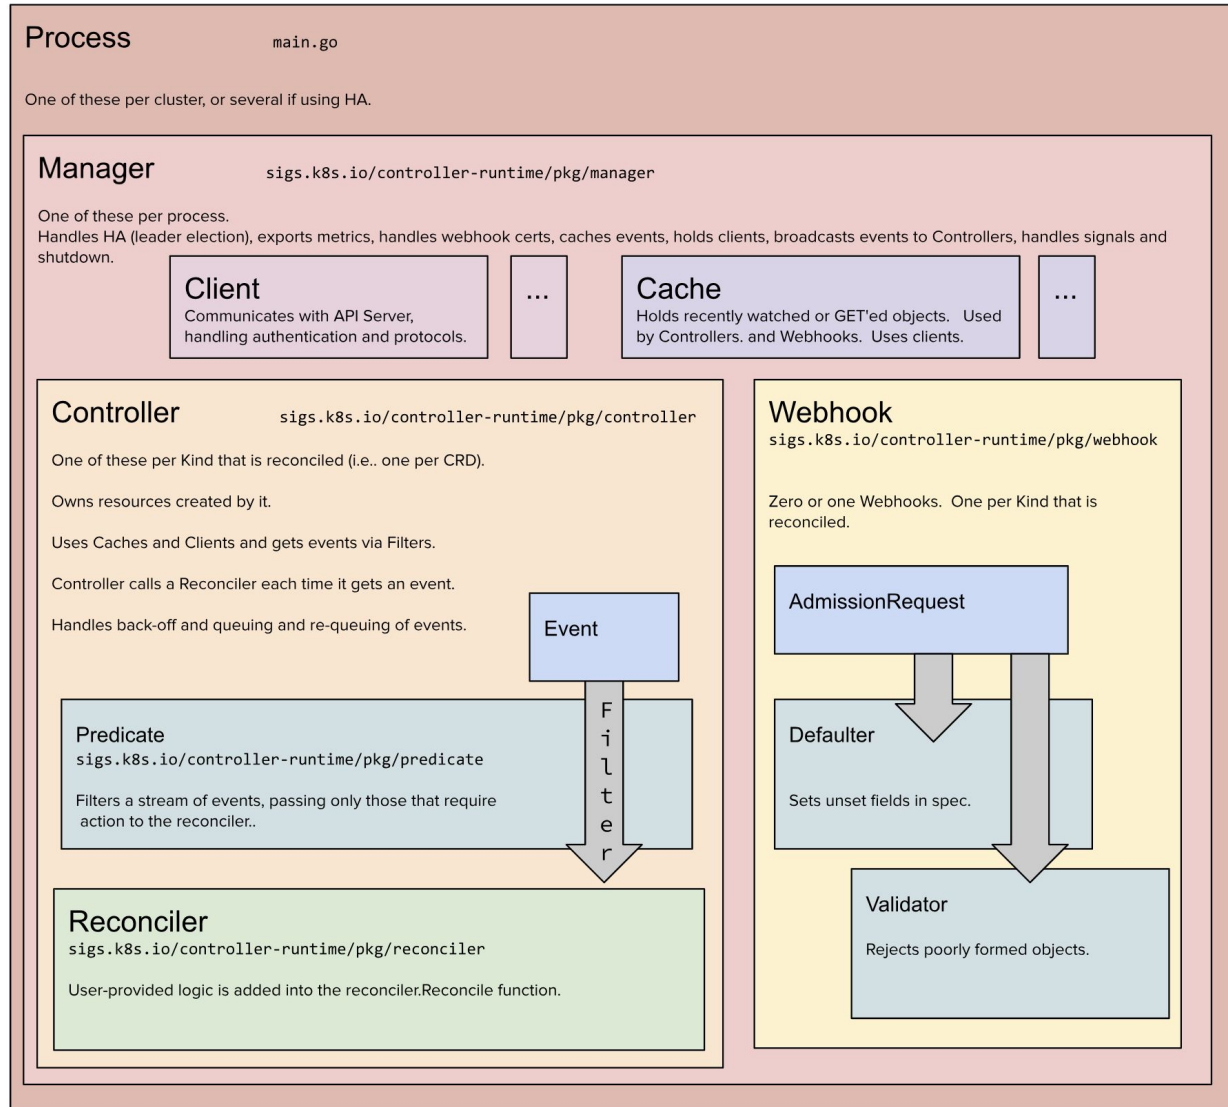 Process
main.go
One of these per cluster, or several if using HA.
Manager
sigs.k8s.io/controller-runtime/pkg/manager
One of these per process.
Handles HA (leader election), exports metrics, handles webhook certs, caches events, holds clients, broadcasts events to Controllers, handles signals and
shutdown.
Client
Communicates with API Server,
handling authentication and protocols.
...
Cache
Holds recently watched or GET'ed objects.   Used
by Controllers. and Webhooks.  Uses clients.
...
Controller
sigs.k8s.io/controller-runtime/pkg/controller
One of these per Kind that is reconciled (i.e.. one per CRD).
Owns resources created by it.
Uses Caches and Clients and gets events via Filters.
Controller calls a Reconciler each time it gets an event.
Handles back-off and queuing and re-queuing of events.
Event
Filter
Predicate
sigs.k8s.io/controller-runtime/pkg/predicate
Filters a stream of events, passing only those that require
action to the reconciler..
Reconciler
sigs.k8s.io/controller-runtime/pkg/reconciler
User-provided logic is added into the reconciler.Reconcile function.
Webhook
sigs.k8s.io/controller-runtime/pkg/webhook
Zero or one Webhooks.  One per Kind that is
reconciled.
AdmissionRequest
Defaulter
Sets unset fields in spec.
Validator
Rejects poorly formed objects.